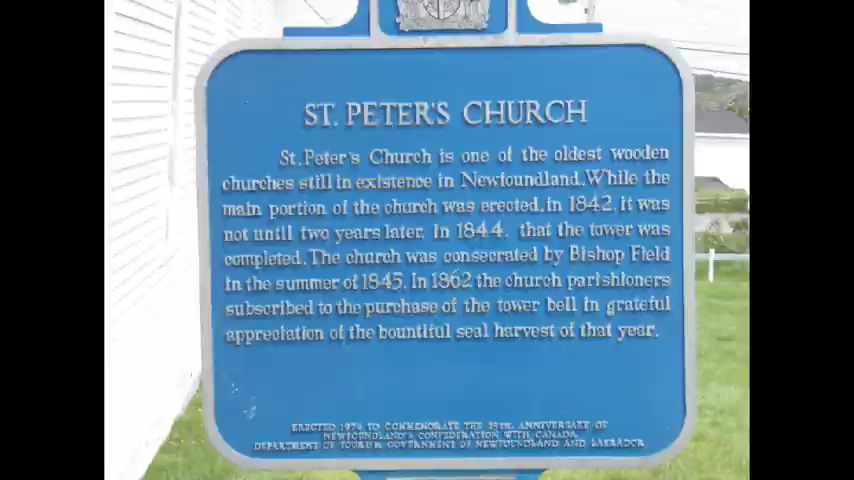 ST. PETER'S CHURCH
St. Peter's Church is one of the oldest wooden
churches still in existence in Newfoundland. While the
main portion of the church was erected, in 1842, it was
not until two years later, in 1844, that the tower was
completed. The church was consecrated by Bishop Field
in the summer of 1845. In 1862 the church parishioners
subscribed to the purchase of the tower bell in grateful
appreciation of the bountiful seal harvest of that year.
ERECTED 1974 TO COMMEMORATE THE 25TH. ANNIVERSARY OF
NEWFOUNDLAND'S CONFEDERATION WITH CANADA
DEPARTMENT OF TOURISM GOVERNMENT OF NEWFOUNDLAND AND LABRADOR